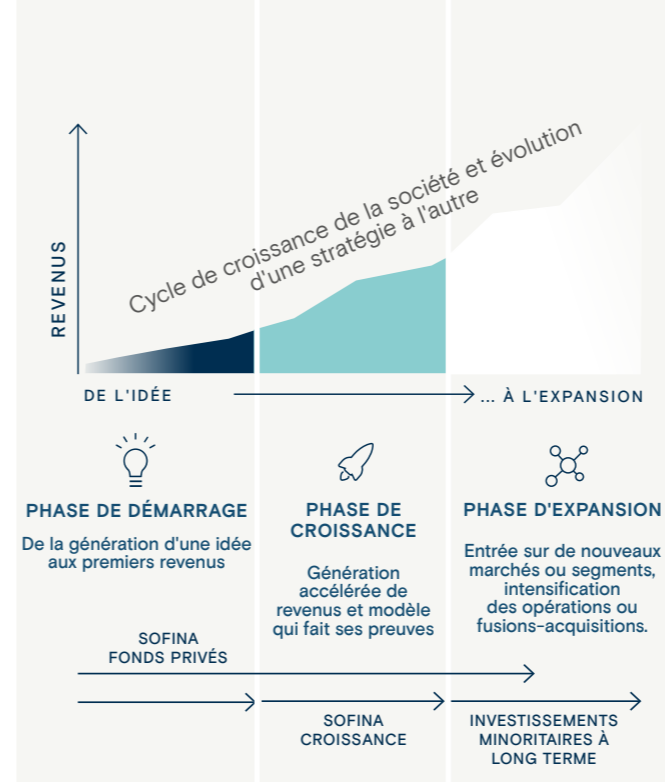 Cycle de croissance de la société et évolution
d'une stratégie à l'autre
REVENUS
DE L'IDÉE
... À L'EXPANSION
PHASE DE DÉMARRAGE
De la génération d'une idée
aux premiers revenus
PHASE DE
CROISSANCE
Génération
accélérée de
revenus et modèle
qui fait ses preuves
PHASE D'EXPANSION
Entrée sur de nouveaux
marchés ou segments,
intensification
des opérations ou
fusions-acquisitions.
SOFINA
FONDS PRIVÉS
SOFINA
CROISSANCE
INVESTISSEMENTS
MINORITAIRES À
LONG TERME